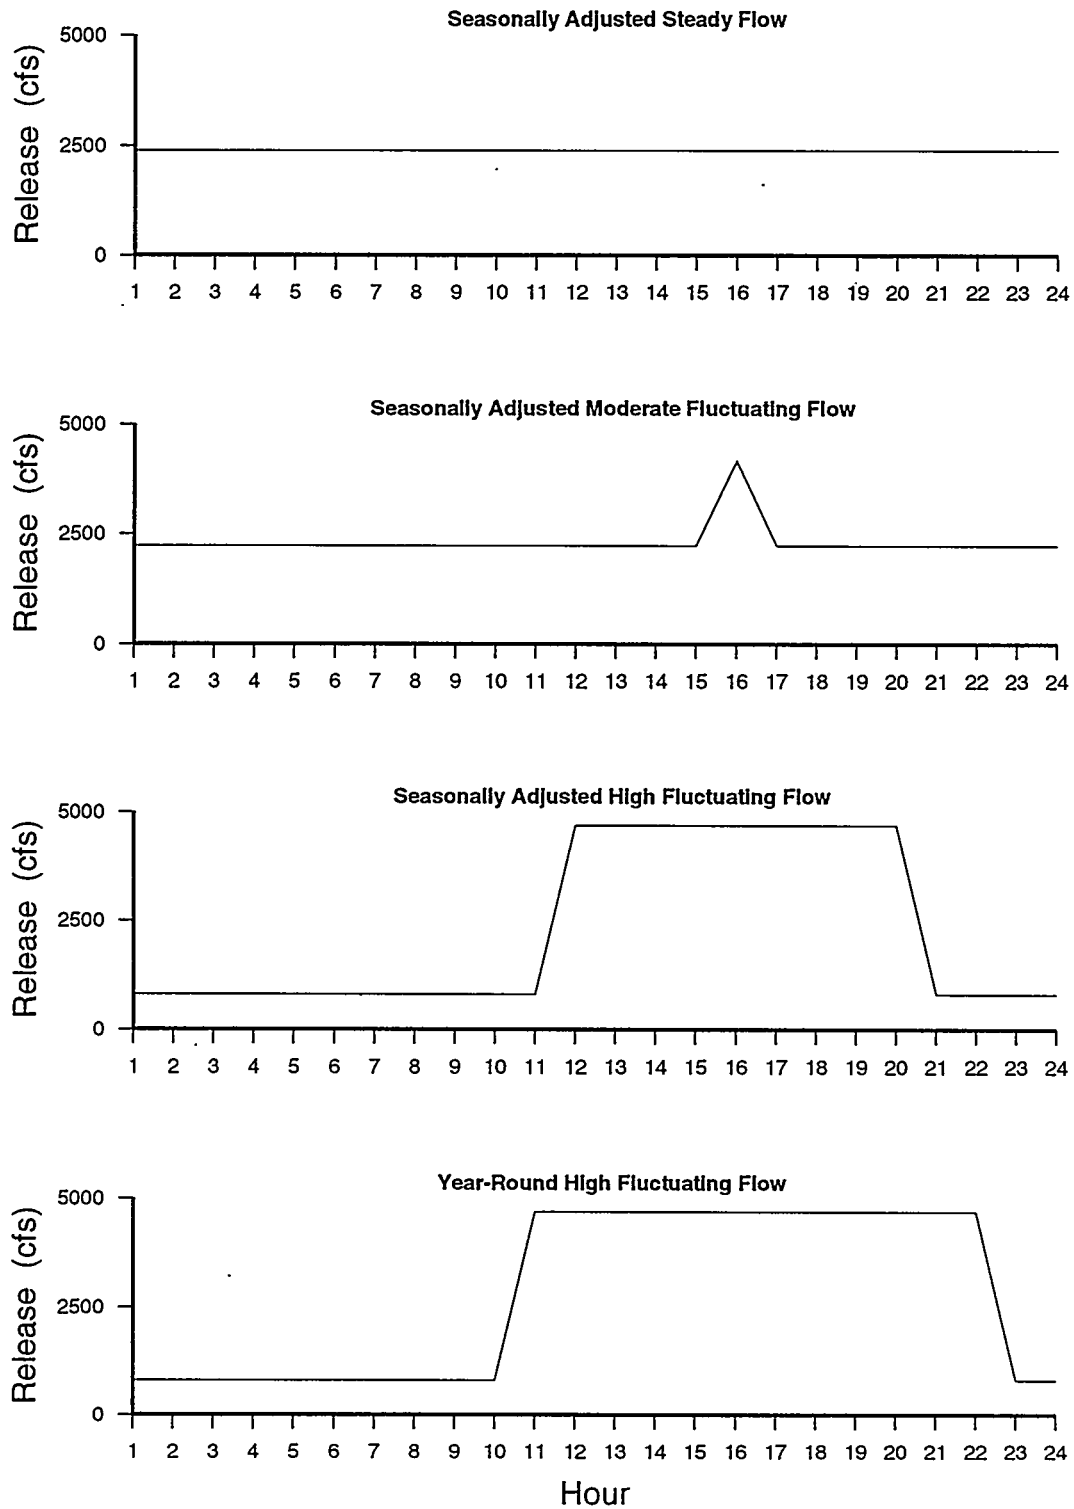 Seasonally Adjusted Steady Flow
Release (cfs)
5000
2500
0
1 2 3 4 5 6 7 8 9 10 11 12 13 14 15 16 17 18 19 20 21 22 23 24
Seasonally Adjusted Moderate Fluctuating Flow
Release (cfs)
5000
2500
0
1 2 3 4 5 6 7 8 9 10 11 12 13 14 15 16 17 18 19 20 21 22 23 24
Seasonally Adjusted High Fluctuating Flow
Release (cfs)
5000
2500
0
1 2 3 4 5 6 7 8 9 10 11 12 13 14 15 16 17 18 19 20 21 22 23 24
Year-Round High Fluctuating Flow
Release (cfs)
5000
2500
0
1 2 3 4 5 6 7 8 9 10 11 12 13 14 15 16 17 18 19 20 21 22 23 24
Hour